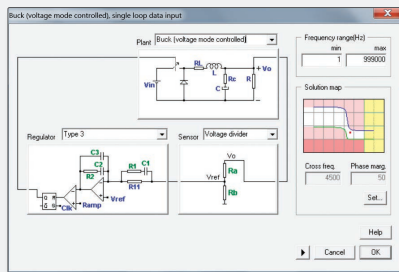 Buck (voltage mode controlled), single loop data input
Plant Buck (voltage mode controlled)
Vin
RL
L
Rc
C
R
+ Vo
Regulator Type 3
C3
C2
R2
R1 C1
R11
Vref
Ramp
Clk
Sensor Voltage divider
Vo
Ra
Vref
Rb
Frequency range(Hz)
min max
1 999000
Solution map
Cross freq. Phase marg.
4500 50
Set...
Help
Cancel OK